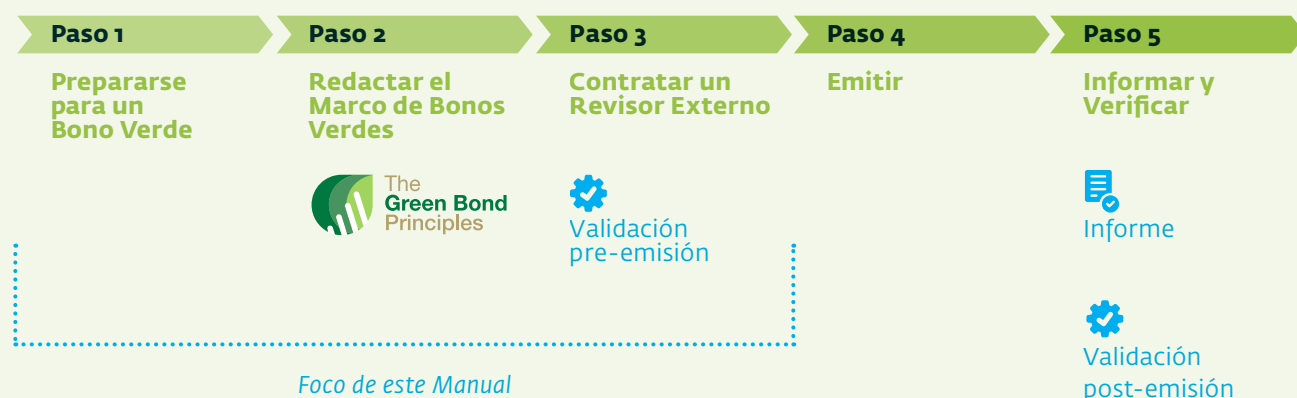 Paso 1
Prepararse
para un
Bono Verde
Paso 2
Redactar el
Marco de Bonos
Verdes
The
Green Bond
Principles
Paso 3
Contratar un
Revisor Externo
Validación
pre-emisión
Paso 4
Emitir
Paso 5
Informar y
Verificar
Informe
Validación
post-emisión
Foco de este Manual